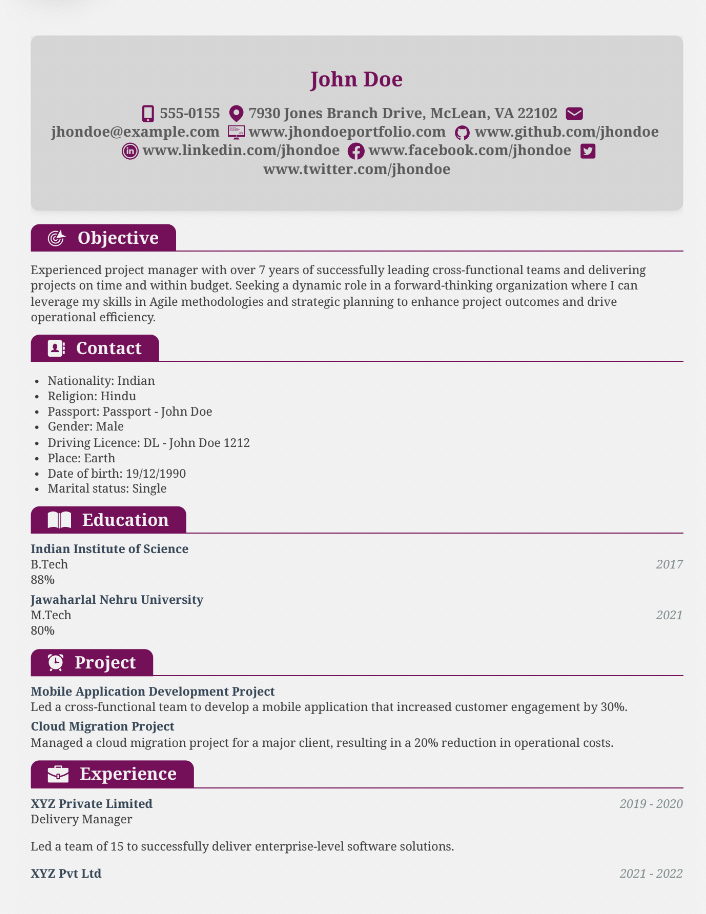 John Doe
555-0155 7930 Jones Branch Drive, McLean, VA 22102
jhondoe@example.com www.jhondoeportfolio.com www.github.com/jhondoe
www.linkedin.com/jhondoe www.facebook.com/jhondoe
www.twitter.com/jhondoe
Objective
Experienced project manager with over 7 years of successfully leading cross-functional teams and delivering
projects on time and within budget. Seeking a dynamic role in a forward-thinking organization where I can
leverage my skills in Agile methodologies and strategic planning to enhance project outcomes and drive
operational efficiency.
Contact
• Nationality: Indian
• Religion: Hindu
• Passport: Passport - John Doe
• Gender: Male
• Driving Licence: DL - John Doe 1212
• Place: Earth
• Date of birth: 19/12/1990
• Marital status: Single
Education
Indian Institute of Science
B.Tech 2017
88%
Jawaharlal Nehru University
M.Tech 2021
80%
Project
Mobile Application Development Project
Led a cross-functional team to develop a mobile application that increased customer engagement by 30%.
Cloud Migration Project
Managed a cloud migration project for a major client, resulting in a 20% reduction in operational costs.
Experience
XYZ Private Limited 2019 - 2020
Delivery Manager
Led a team of 15 to successfully deliver enterprise-level software solutions.
XYZ Pvt Ltd 2021 - 2022